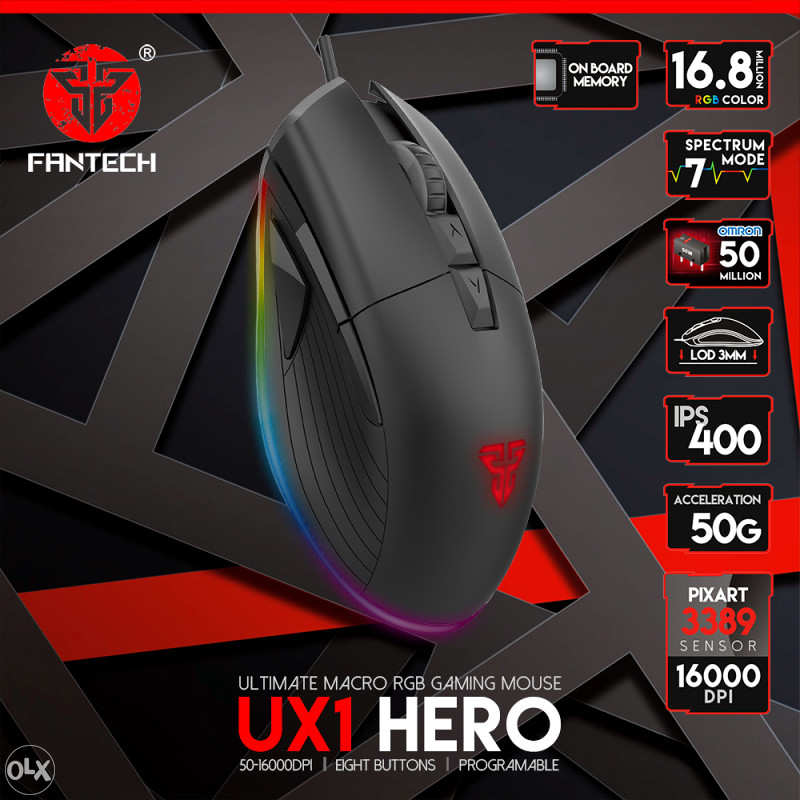 ®
FANTECH
ON BOARD
MEMORY
16.8 MILLION
RGB COLOR
SPECTRUM
7 MODE
OMRON
50M
50
MILLION
LOD 3MM
IPS
400
ACCELERATION
50G
PIXART
3389
SENSOR
16000
DPI
ULTIMATE MACRO RGB GAMING MOUSE
UX1 HERO
50-16000DPI | EIGHT BUTTONS | PROGRAMABLE
OLX